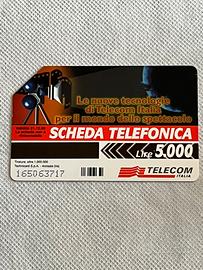 Le nuove tecnologie
di Telecom Italia
per il mondo dello spettacolo
SCHEDA TELEFONICA
LIRE 5.000
165063717
TELECOM
ITALIA